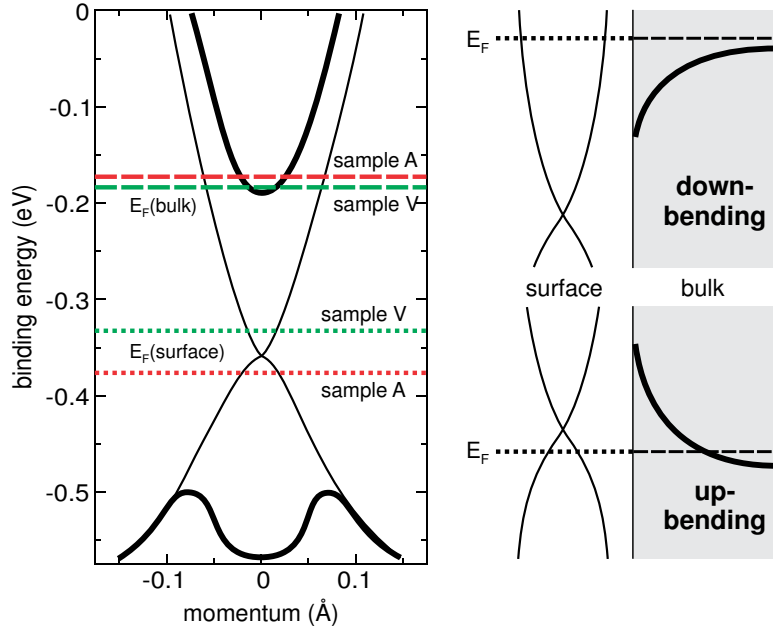 0
-0.1
-0.2
-0.3
-0.4
-0.5
binding energy (eV)
sample A
E_F(bulk)
sample V
sample V
E_F(surface)
sample A
-0.1
0
0.1
momentum (Å)
E_F
down-
bending
surface
bulk
E_F
up-
bending